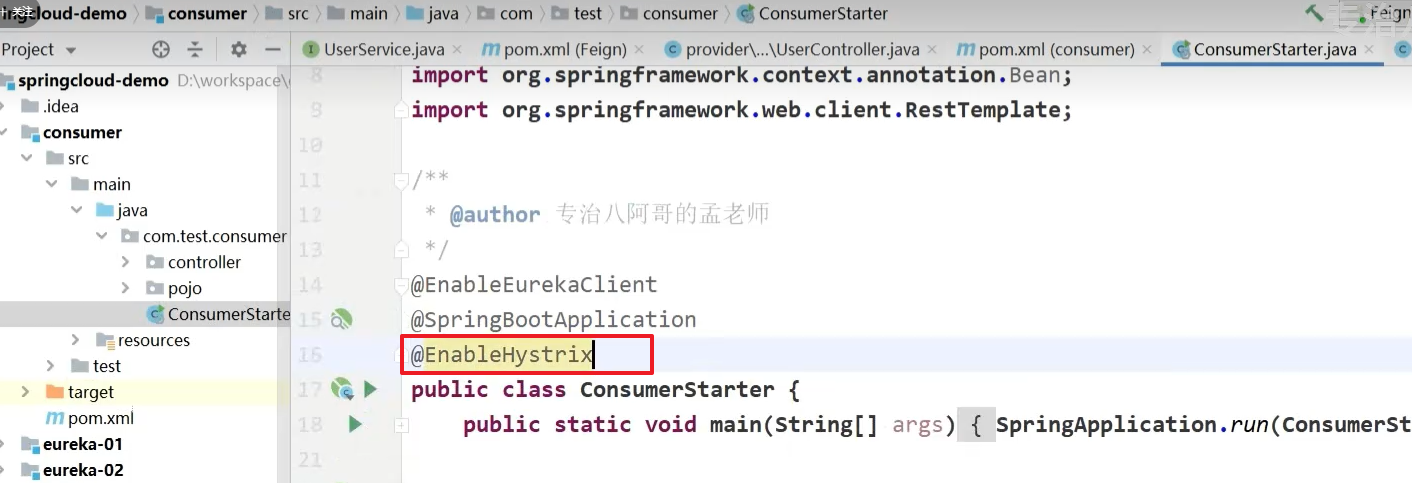 ngcloud-demo consumer src main java com test consumer ConsumerStarter
+ 关注
Project
UserService.java × pom.xml (Feign) × provider\...\UserController.java × pom.xml (consumer) × ConsumerStarter.java ×
springcloud-demo D:\workspace\
.idea
consumer
src
main
java
com.test.consumer
controller
pojo
ConsumerStarte
resources
test
target
pom.xml
eureka-01
eureka-02
8 import org.springframework.context.annotation.Bean;
9 import org.springframework.web.client.RestTemplate;
10
11 /**
12 * @author 专治八阿哥的孟老师
13 */
14 @EnableEurekaClient
15 @SpringBootApplication
16 @EnableHystrix
17 public class ConsumerStarter {
18 public static void main(String[] args) { SpringApplication.run(ConsumerSt
21